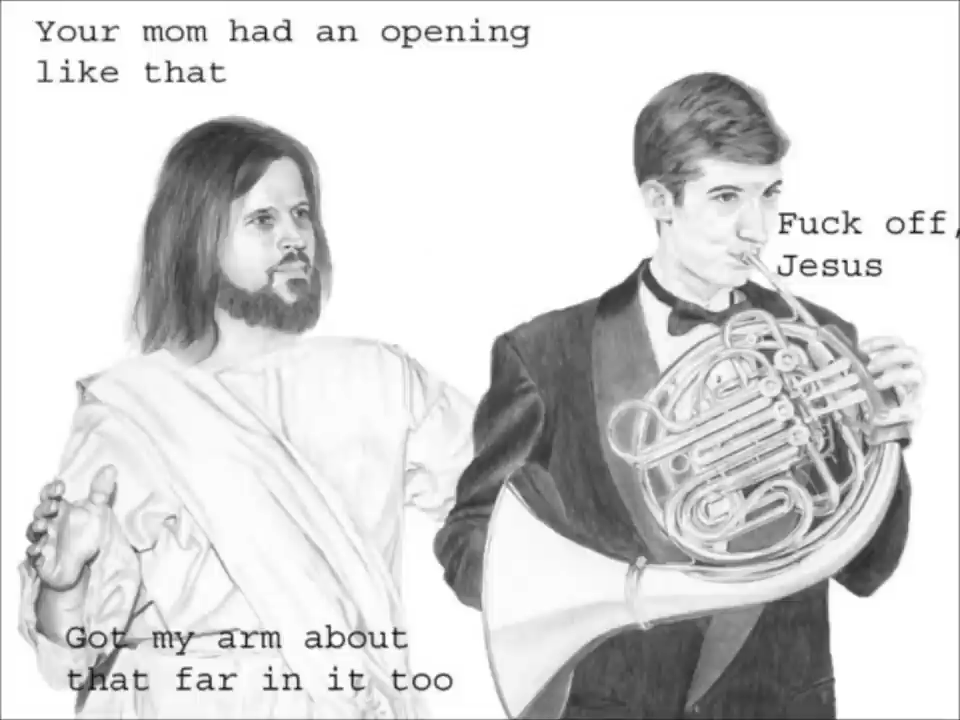 Your mom had an opening
like that
Fuck off,
Jesus
Got my arm about
that far in it too